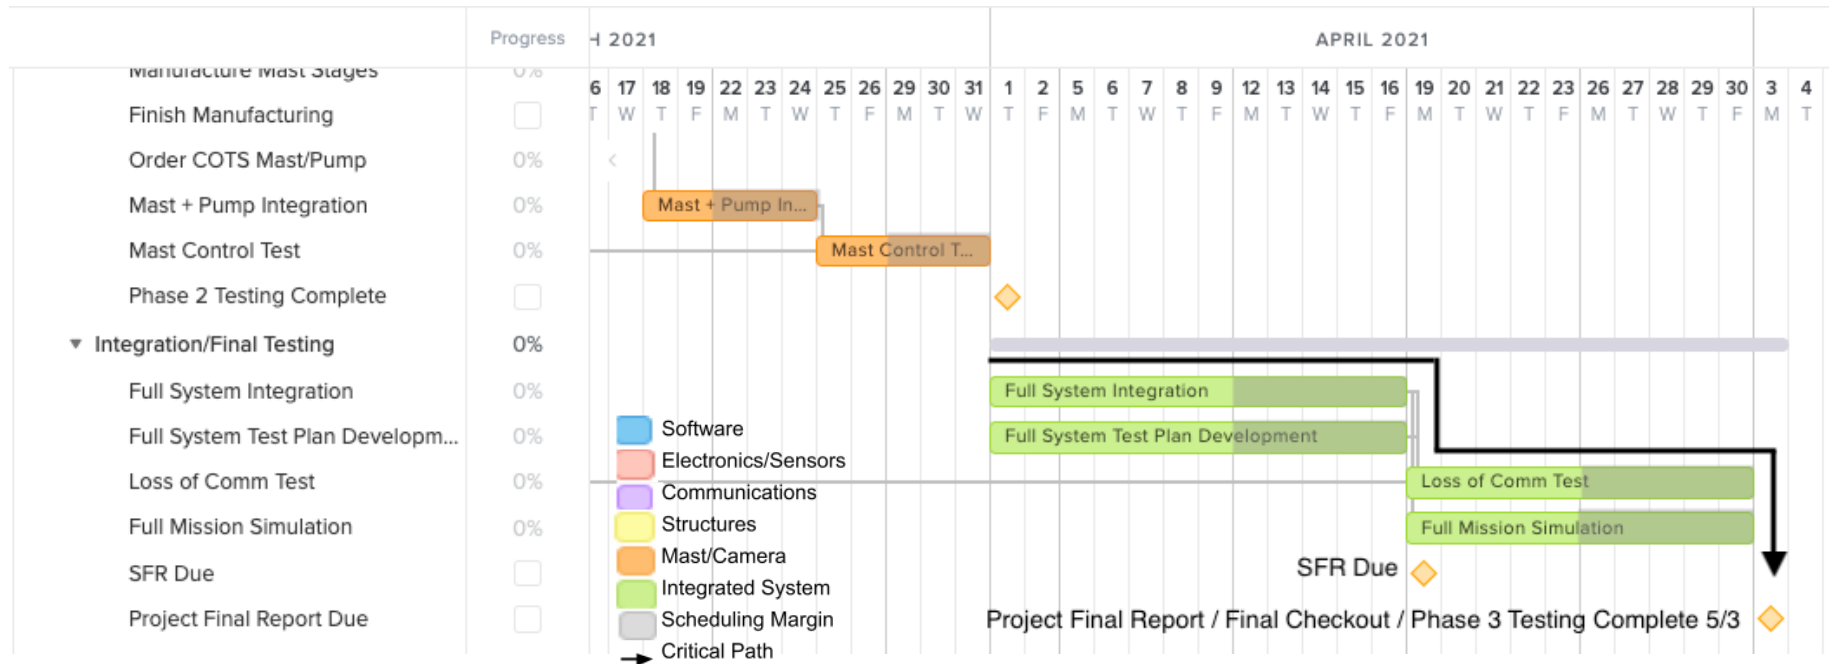 Progress
H 2021
APRIL 2021
Manufacture Mast Stages 0%
6 17 18 19 22 23 24 25 26 29 30 31 1 2 5 6 7 8 9 12 13 14 15 16 19 20 21 22 23 26 27 28 29 30 3 4
T W T F M T W T F M T W T F M T W T F M T W T F M T W T F M T W T F M T
Finish Manufacturing
Order COTS Mast/Pump 0% <
Mast + Pump Integration 0% Mast + Pump In...
Mast Control Test 0% Mast Control T...
Phase 2 Testing Complete
Integration/Final Testing 0%
Full System Integration 0% Full System Integration
Full System Test Plan Developm... 0% Full System Test Plan Development
Loss of Comm Test 0% Loss of Comm Test
Full Mission Simulation 0% Full Mission Simulation
SFR Due SFR Due
Project Final Report Due Project Final Report / Final Checkout / Phase 3 Testing Complete 5/3
Software
Electronics/Sensors
Communications
Structures
Mast/Camera
Integrated System
Scheduling Margin
Critical Path